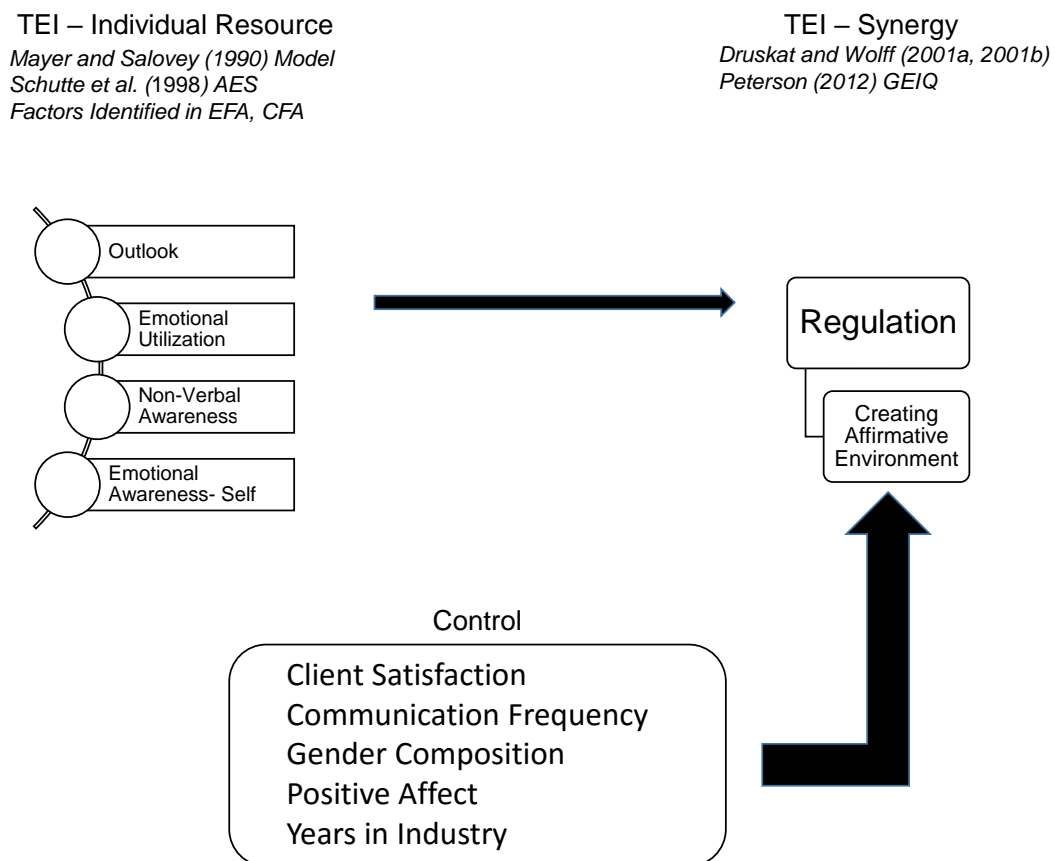 TEI – Individual Resource
Mayer and Salovey (1990) Model
Schutte et al. (1998) AES
Factors Identified in EFA, CFA
TEI – Synergy
Druskat and Wolff (2001a, 2001b)
Peterson (2012) GEIQ
Outlook
Emotional
Utilization
Non-Verbal
Awareness
Emotional
Awareness- Self
Regulation
Creating
Affirmative
Environment
Control
Client Satisfaction
Communication Frequency
Gender Composition
Positive Affect
Years in Industry